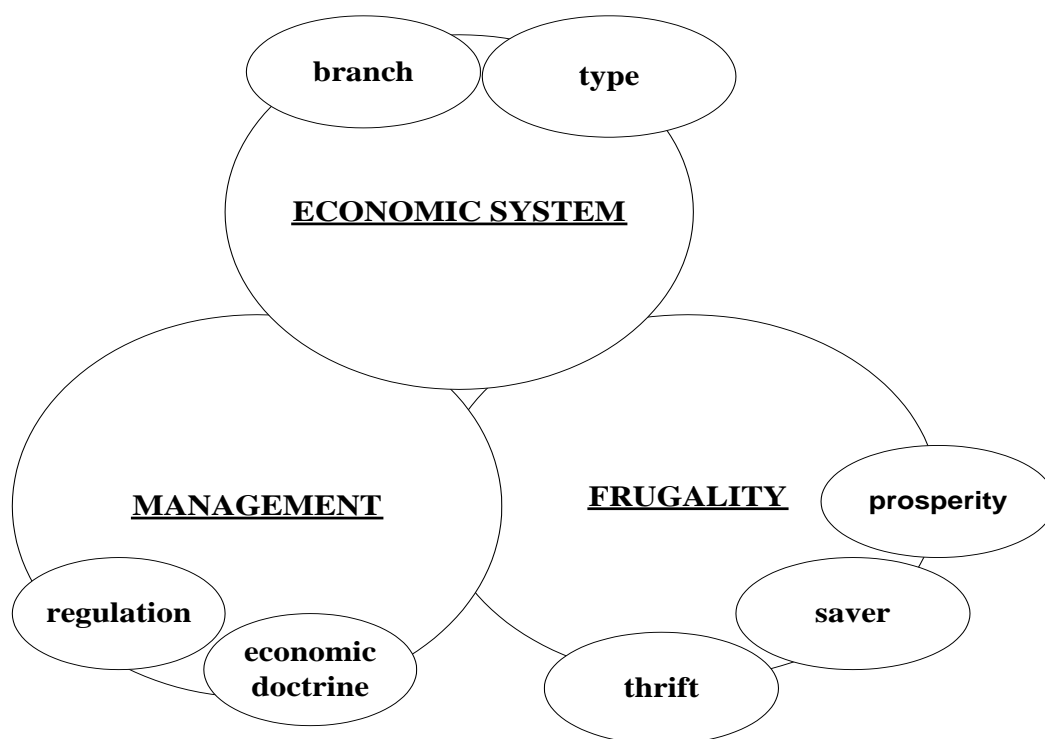 branch
type
ECONOMIC SYSTEM
MANAGEMENT
FRUGALITY
prosperity
regulation
saver
economic
doctrine
thrift